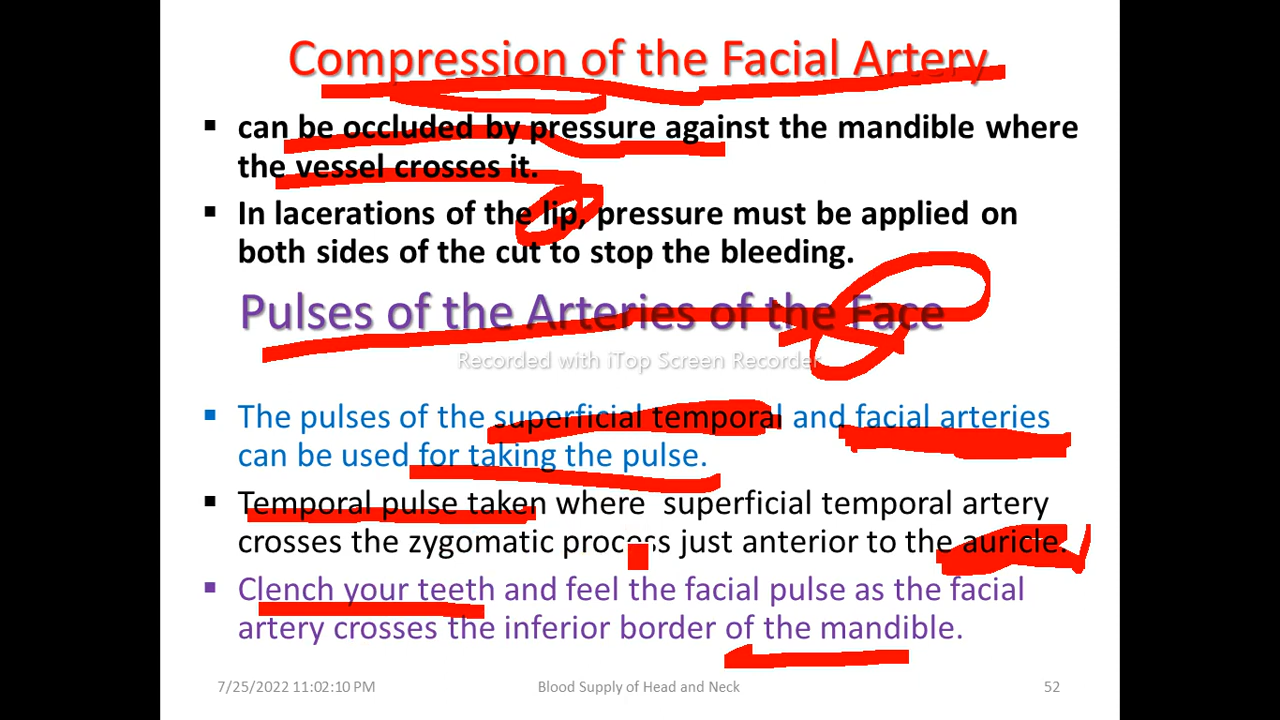 Compression of the Facial Artery
▪ can be occluded by pressure against the mandible where
the vessel crosses it.
▪ In lacerations of the lip, pressure must be applied on
both sides of the cut to stop the bleeding.
Pulses of the Arteries of the Face
Recorded with iTop Screen Recorder
▪ The pulses of the superficial temporal and facial arteries
can be used for taking the pulse.
▪ Temporal pulse taken where superficial temporal artery
crosses the zygomatic process just anterior to the auricle.
▪ Clench your teeth and feel the facial pulse as the facial
artery crosses the inferior border of the mandible.
7/25/2022 11:02:10 PM Blood Supply of Head and Neck 52